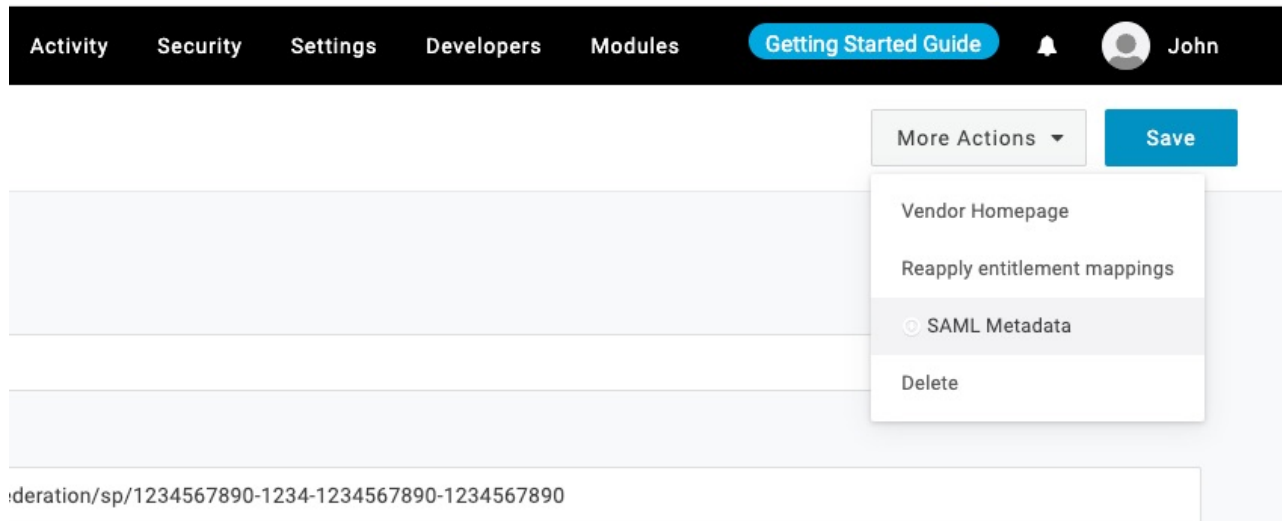 Activity Security Settings Developers Modules Getting Started Guide John
More Actions Save
Vendor Homepage
Reapply entitlement mappings
SAML Metadata
Delete
ederation/sp/1234567890-1234-1234567890-1234567890